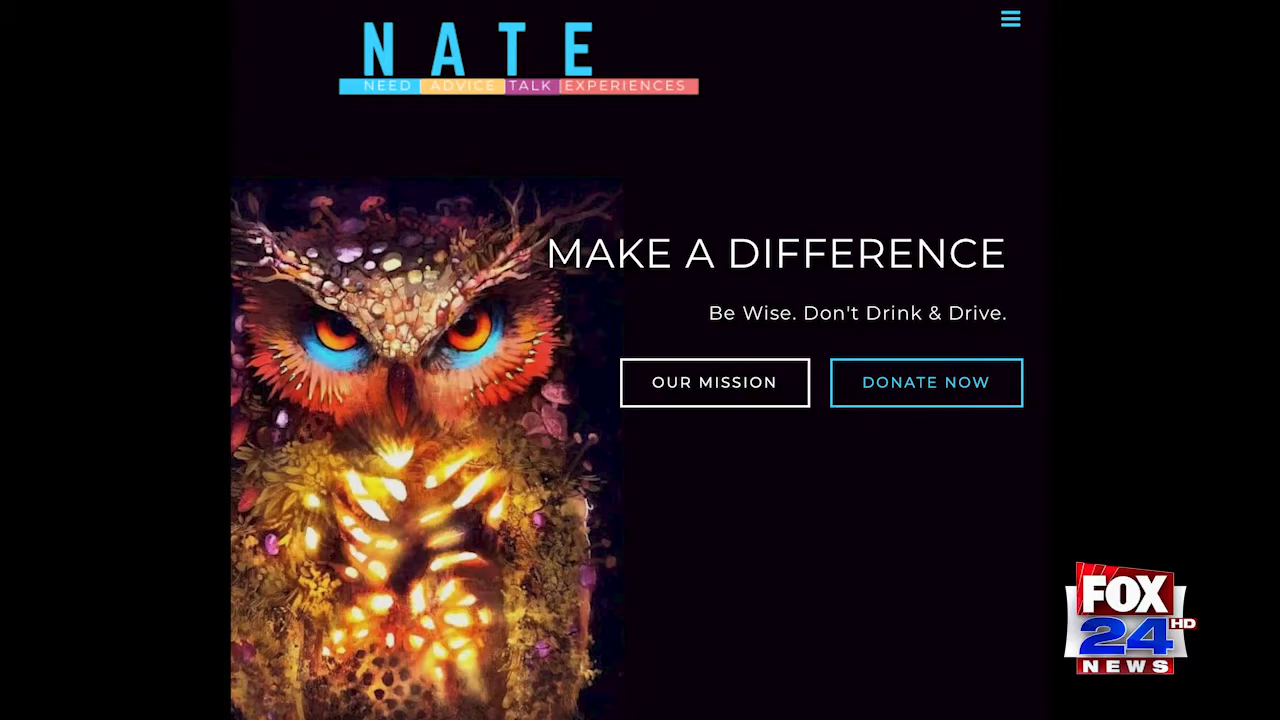 NATE
NEED | ADVICE | TALK | EXPERIENCES
MAKE A DIFFERENCE
Be Wise. Don't Drink & Drive.
OUR MISSION
DONATE NOW
FOX
24 HD
NEWS